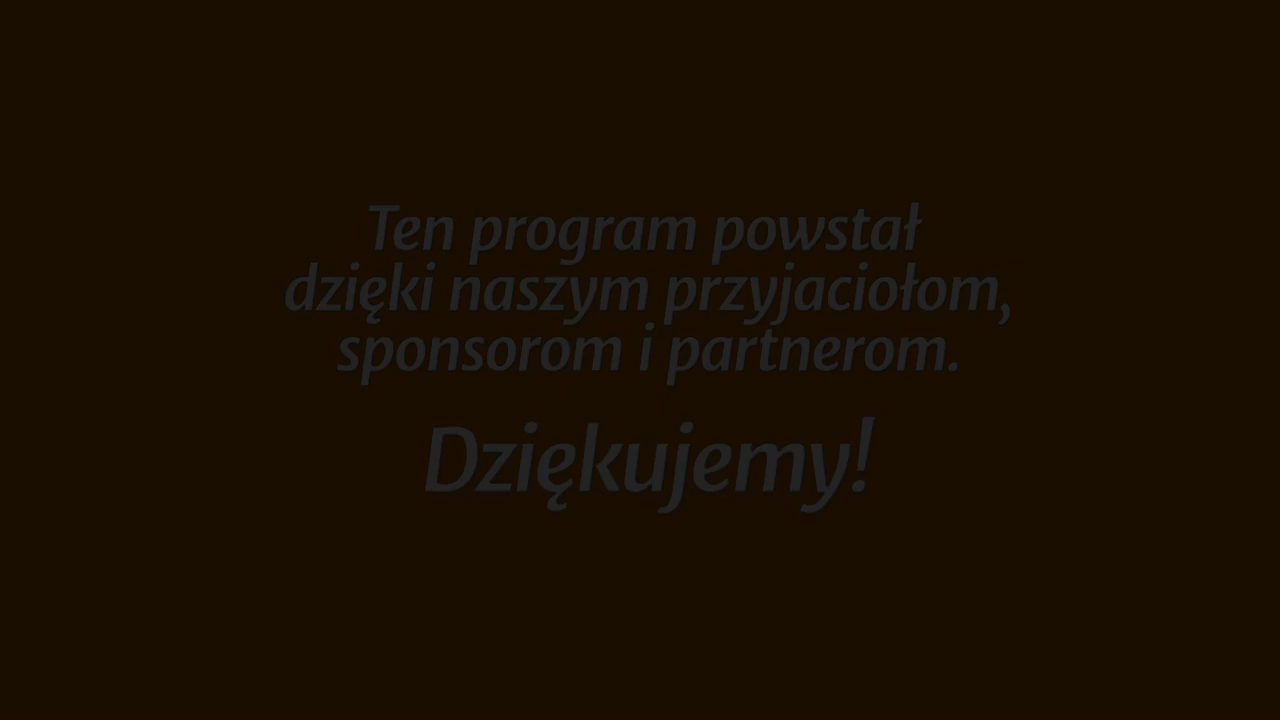 Ten program powstał
dzięki naszym przyjaciołom,
sponsorom i partnerom.
Dziękujemy!